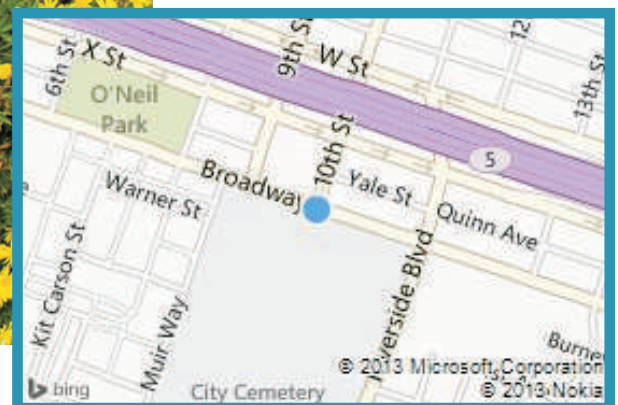 6th St
X St
9th St
W St
12
13th St
O'Neil
Park
10th St
5
Broadway
Warner St
Yale St
Quinn Ave
Kit Carson St
Muir Way
Riverside Blvd
© 2013 Microsoft Corporation
© 2013 Nokia
bing
City Cemetery